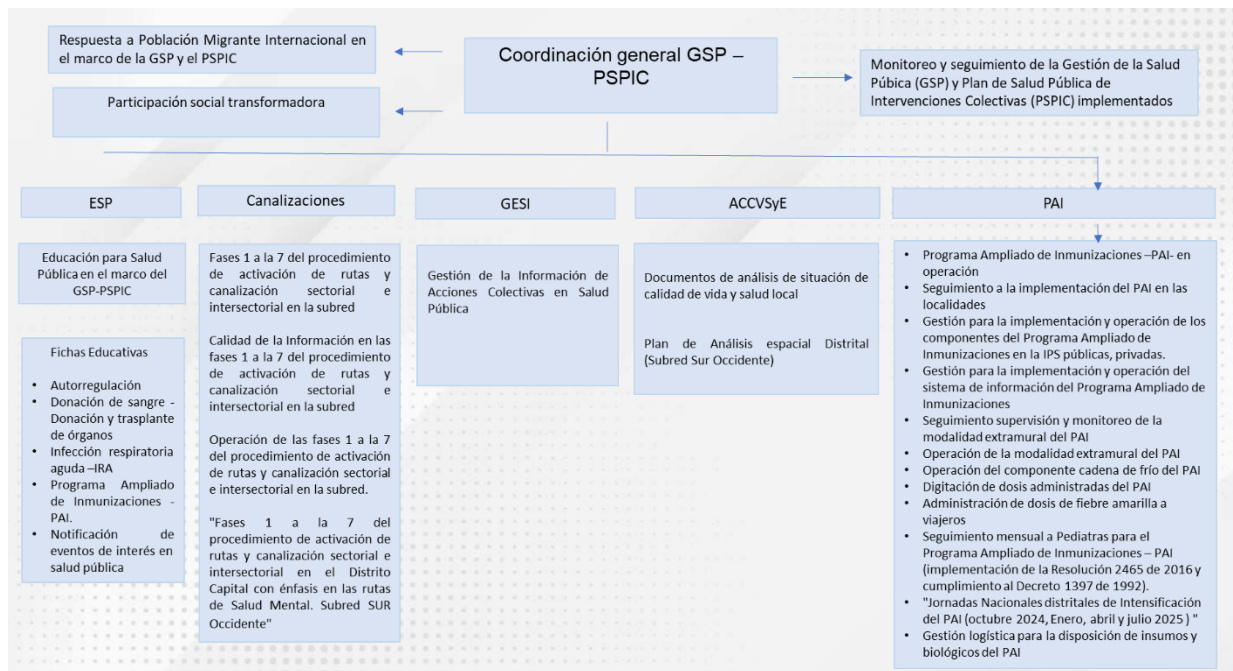 Respuesta a Población Migrante Internacional en
el marco de la GSP y el PSPIC
Participación social transformadora
Coordinación general GSP –
PSPIC
Monitoreo y seguimiento de la Gestión de la Salud
Púbica (GSP) y Plan de Salud Pública de
Intervenciones Colectivas (PSPIC) implementados
ESP
Educación para Salud
Pública en el marco del
GSP-PSPIC
Fichas Educativas
• Autorregulación
• Donación de sangre -
Donación y trasplante
de órganos
• Infección respiratoria
aguda –IRA
• Programa Ampliado
de Inmunizaciones -
PAI.
• Notificación de
eventos de interés en
salud pública
Canalizaciones
Fases 1 a la 7 del procedimiento
de activación de rutas y
canalización sectorial e
intersectorial en la subred
Calidad de la Información en las
fases 1 a la 7 del procedimiento
de activación de rutas y
canalización sectorial e
intersectorial en la subred
Operación de las fases 1 a la 7
del procedimiento de activación
de rutas y canalización sectorial
e intersectorial en la subred.
"Fases 1 a la 7 del
procedimiento de activación de
rutas y canalización sectorial e
intersectorial en el Distrito
Capital con énfasis en las rutas
de Salud Mental. Subred SUR
Occidente"
GESI
Gestión de la Información de
Acciones Colectivas en Salud
Pública
ACCVSyE
Documentos de análisis de situación de
calidad de vida y salud local
Plan de Análisis espacial Distrital
(Subred Sur Occidente)
PAI
• Programa Ampliado de Inmunizaciones –PAI- en
operación
• Seguimiento a la implementación del PAI en las
localidades
• Gestión para la implementación y operación de los
componentes del Programa Ampliado de
Inmunizaciones en la IPS públicas, privadas.
• Gestión para la implementación y operación del
sistema de información del Programa Ampliado de
Inmunizaciones
• Seguimiento supervisión y monitoreo de la
modalidad extramural del PAI
• Operación de la modalidad extramural del PAI
• Operación del componente cadena de frío del PAI
• Digitación de dosis administradas del PAI
• Administración de dosis de fiebre amarilla a
viajeros
• Seguimiento mensual a Pediatras para el
Programa Ampliado de Inmunizaciones – PAI
(implementación de la Resolución 2465 de 2016 y
cumplimiento al Decreto 1397 de 1992).
• "Jornadas Nacionales distritales de Intensificación
del PAI (octubre 2024, Enero, abril y julio 2025 ) "
• Gestión logística para la disposición de insumos y
biológicos del PAI